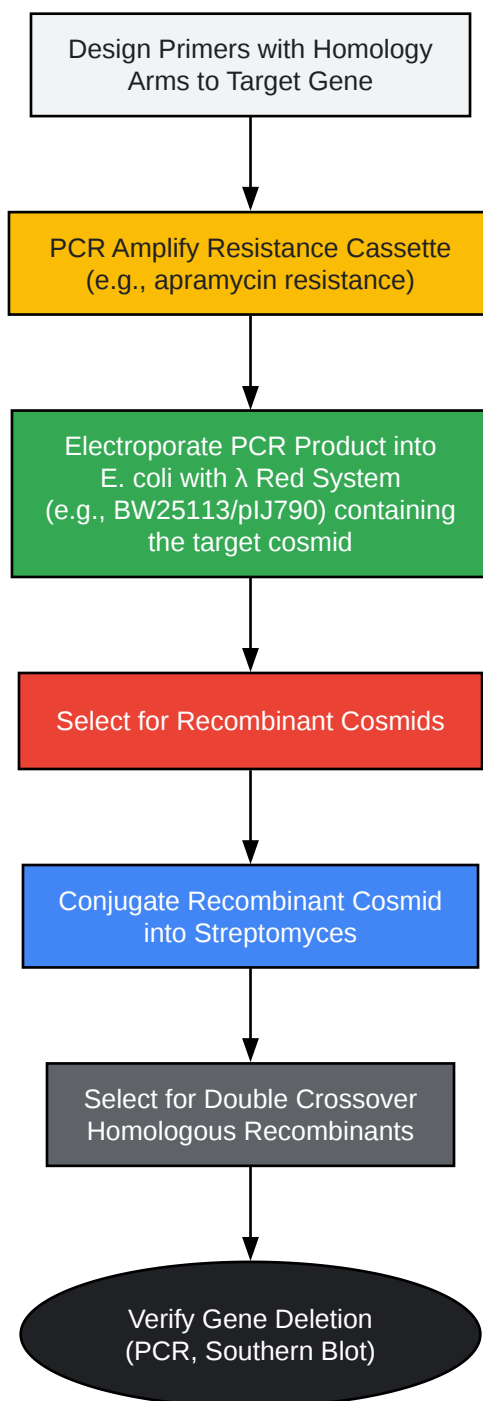 Design Primers with Homology
Arms to Target Gene
PCR Amplify Resistance Cassette
(e.g., apramycin resistance)
Electroporate PCR Product into
E. coli with λ Red System
(e.g., BW25113/pIJ790) containing
the target cosmid
Select for Recombinant Cosmids
Conjugate Recombinant Cosmid
into Streptomyces
Select for Double Crossover
Homologous Recombinants
Verify Gene Deletion
(PCR, Southern Blot)